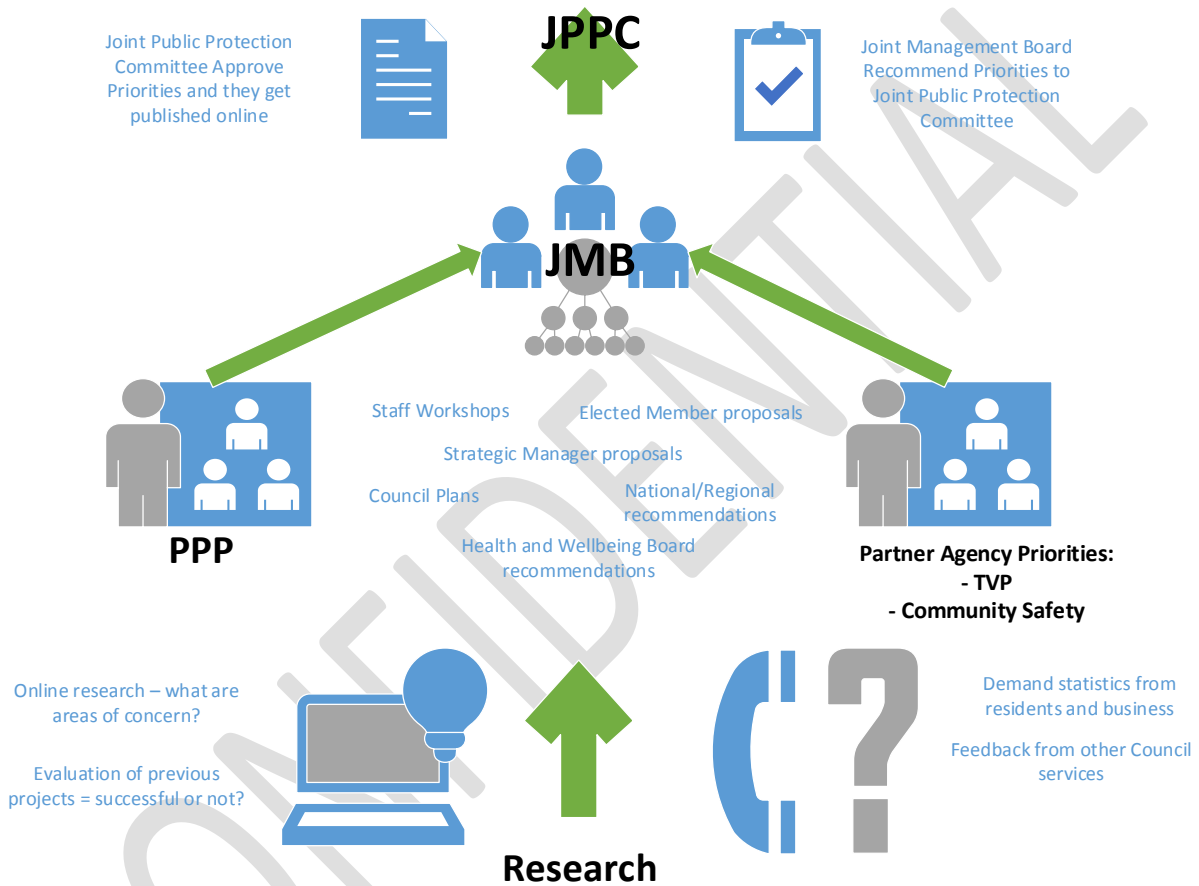 JPPC
Joint Public Protection
Committee Approve
Priorities and they get
published online
Joint Management Board
Recommend Priorities to
Joint Public Protection
Committee
JMB
Staff Workshops
Elected Member proposals
Strategic Manager proposals
Council Plans
National/Regional
recommendations
Health and Wellbeing Board
recommendations
PPP
Partner Agency Priorities:
- TVP
- Community Safety
Online research – what are
areas of concern?
Evaluation of previous
projects = successful or not?
Demand statistics from
residents and business
Feedback from other Council
services
Research
ONFIDENTIAL